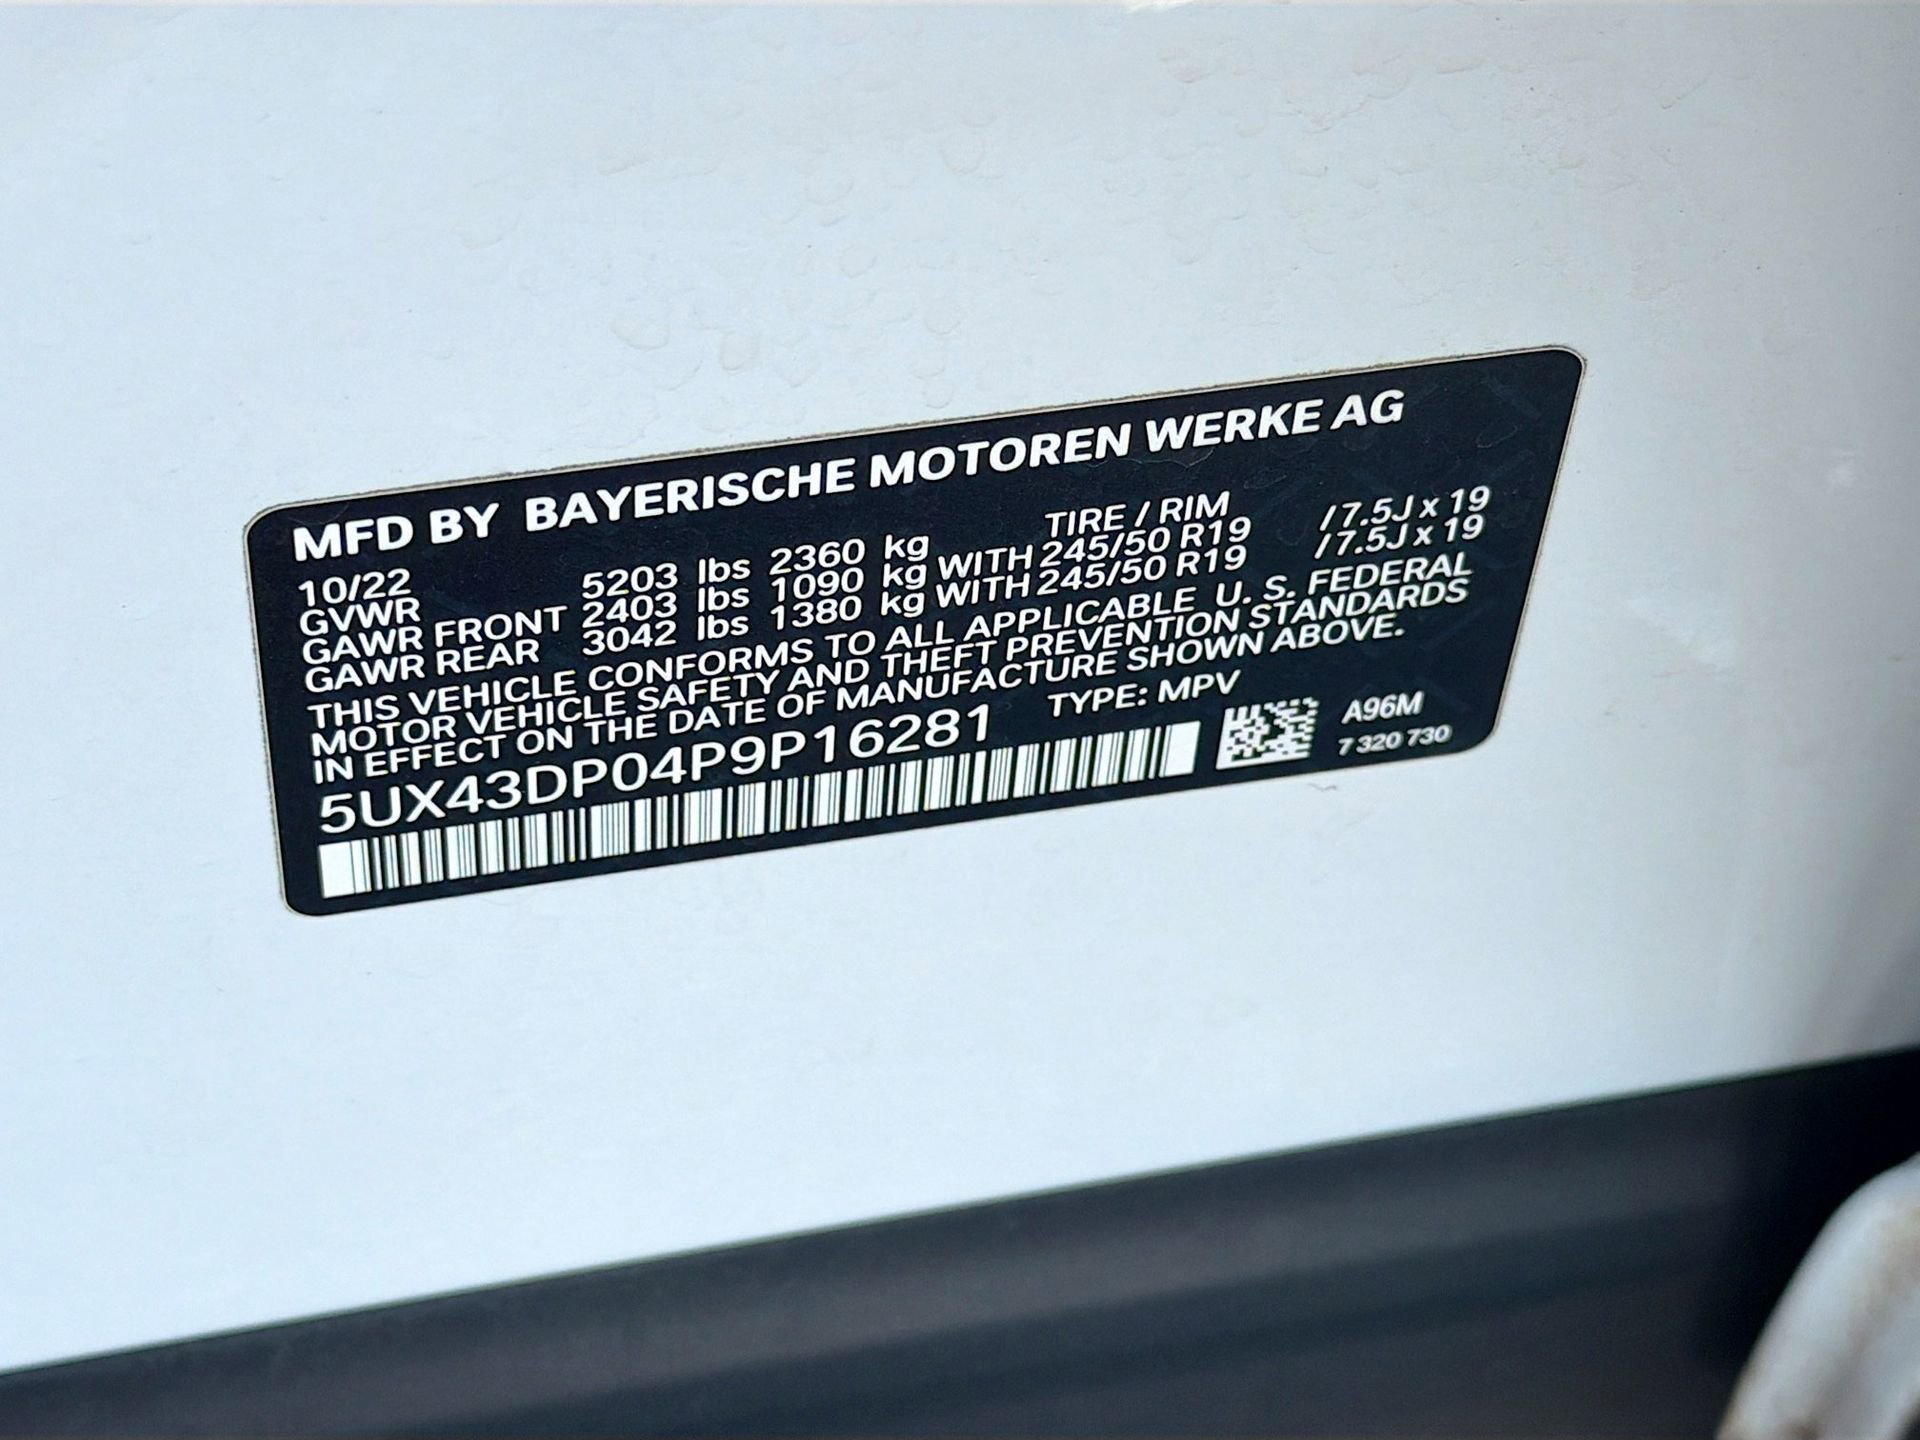 MFD BY BAYERISCHE MOTOREN WERKE AG
10/22 TIRE / RIM
GVWR 5203 lbs 2360 kg
GAWR FRONT 2403 lbs 1090 kg WITH 245/50 R19 / 7.5J x 19
GAWR REAR 3042 lbs 1380 kg WITH 245/50 R19 / 7.5J x 19
THIS VEHICLE CONFORMS TO ALL APPLICABLE U. S. FEDERAL
MOTOR VEHICLE SAFETY AND THEFT PREVENTION STANDARDS
IN EFFECT ON THE DATE OF MANUFACTURE SHOWN ABOVE.
5UX43DP04P9P16281 TYPE: MPV
A96M
7 320 730